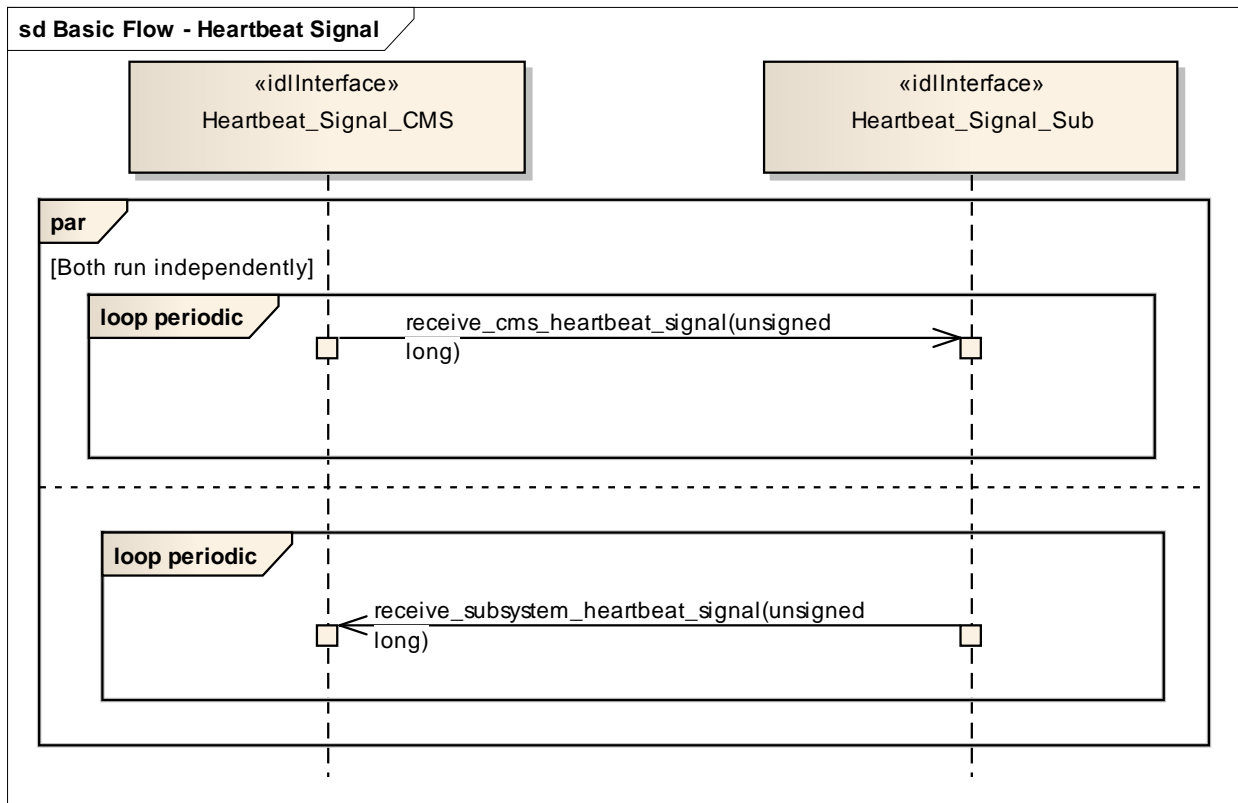 sd Basic Flow - Heartbeat Signal
«idlInterface»
Heartbeat_Signal_CMS
«idlInterface»
Heartbeat_Signal_Sub
par
[Both run independently]
loop periodic
receive_cms_heartbeat_signal(unsigned
long)
loop periodic
receive_subsystem_heartbeat_signal(unsigned
long)